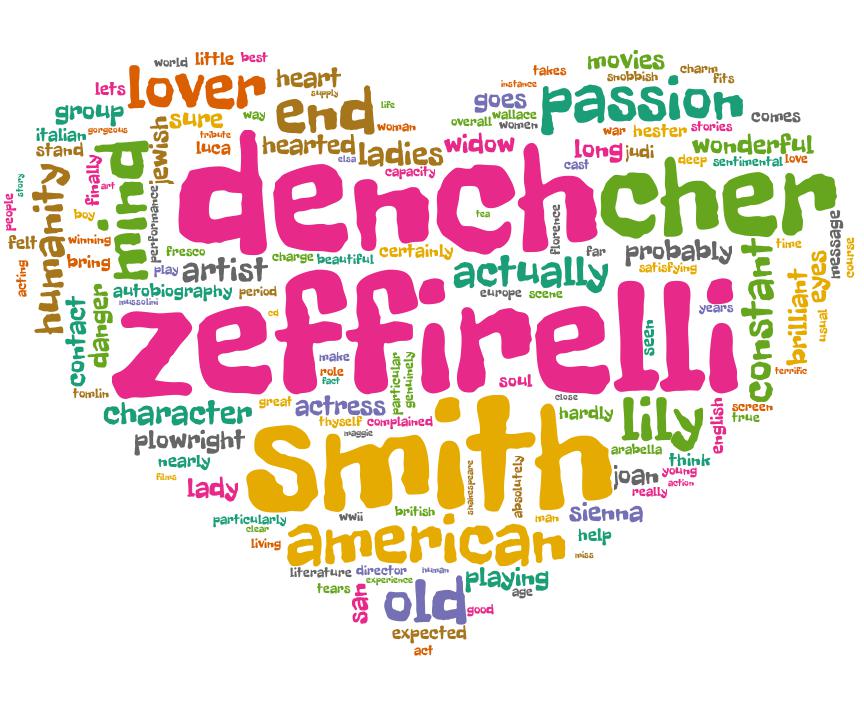 world little best
lets lover heart supply
group sure way end life
italian gorgeous tribute woman
stand luca hearted ladies
jewish elsa capacity
movies
takes snobbish charm fits
instance
goes passion
overall wallace women comes
war hester stories
widow long judi wonderful
cast deep sentimental love
people story
humanity finally art mind performance
dench cher
boy tea florence
felt winning fresco charge beautiful certainly far probably time message course
acting bring play artist actually satisfying
autobiography period europe scene
mussolini
contact danger cd
zeffirelli
constant brilliant eyes usual
years seen
make role fact particular genuinely soul terrific
tomlin close
character great actress hardly lily english screen true
thyself complained
plowright maggie arabella
smith
nearly think
films joan young action
lady shakespeare absolutely really
particularly wwii british man sienna
clear
living american help
miss
literature director human playing
experience
tears san old age
good
expected
act